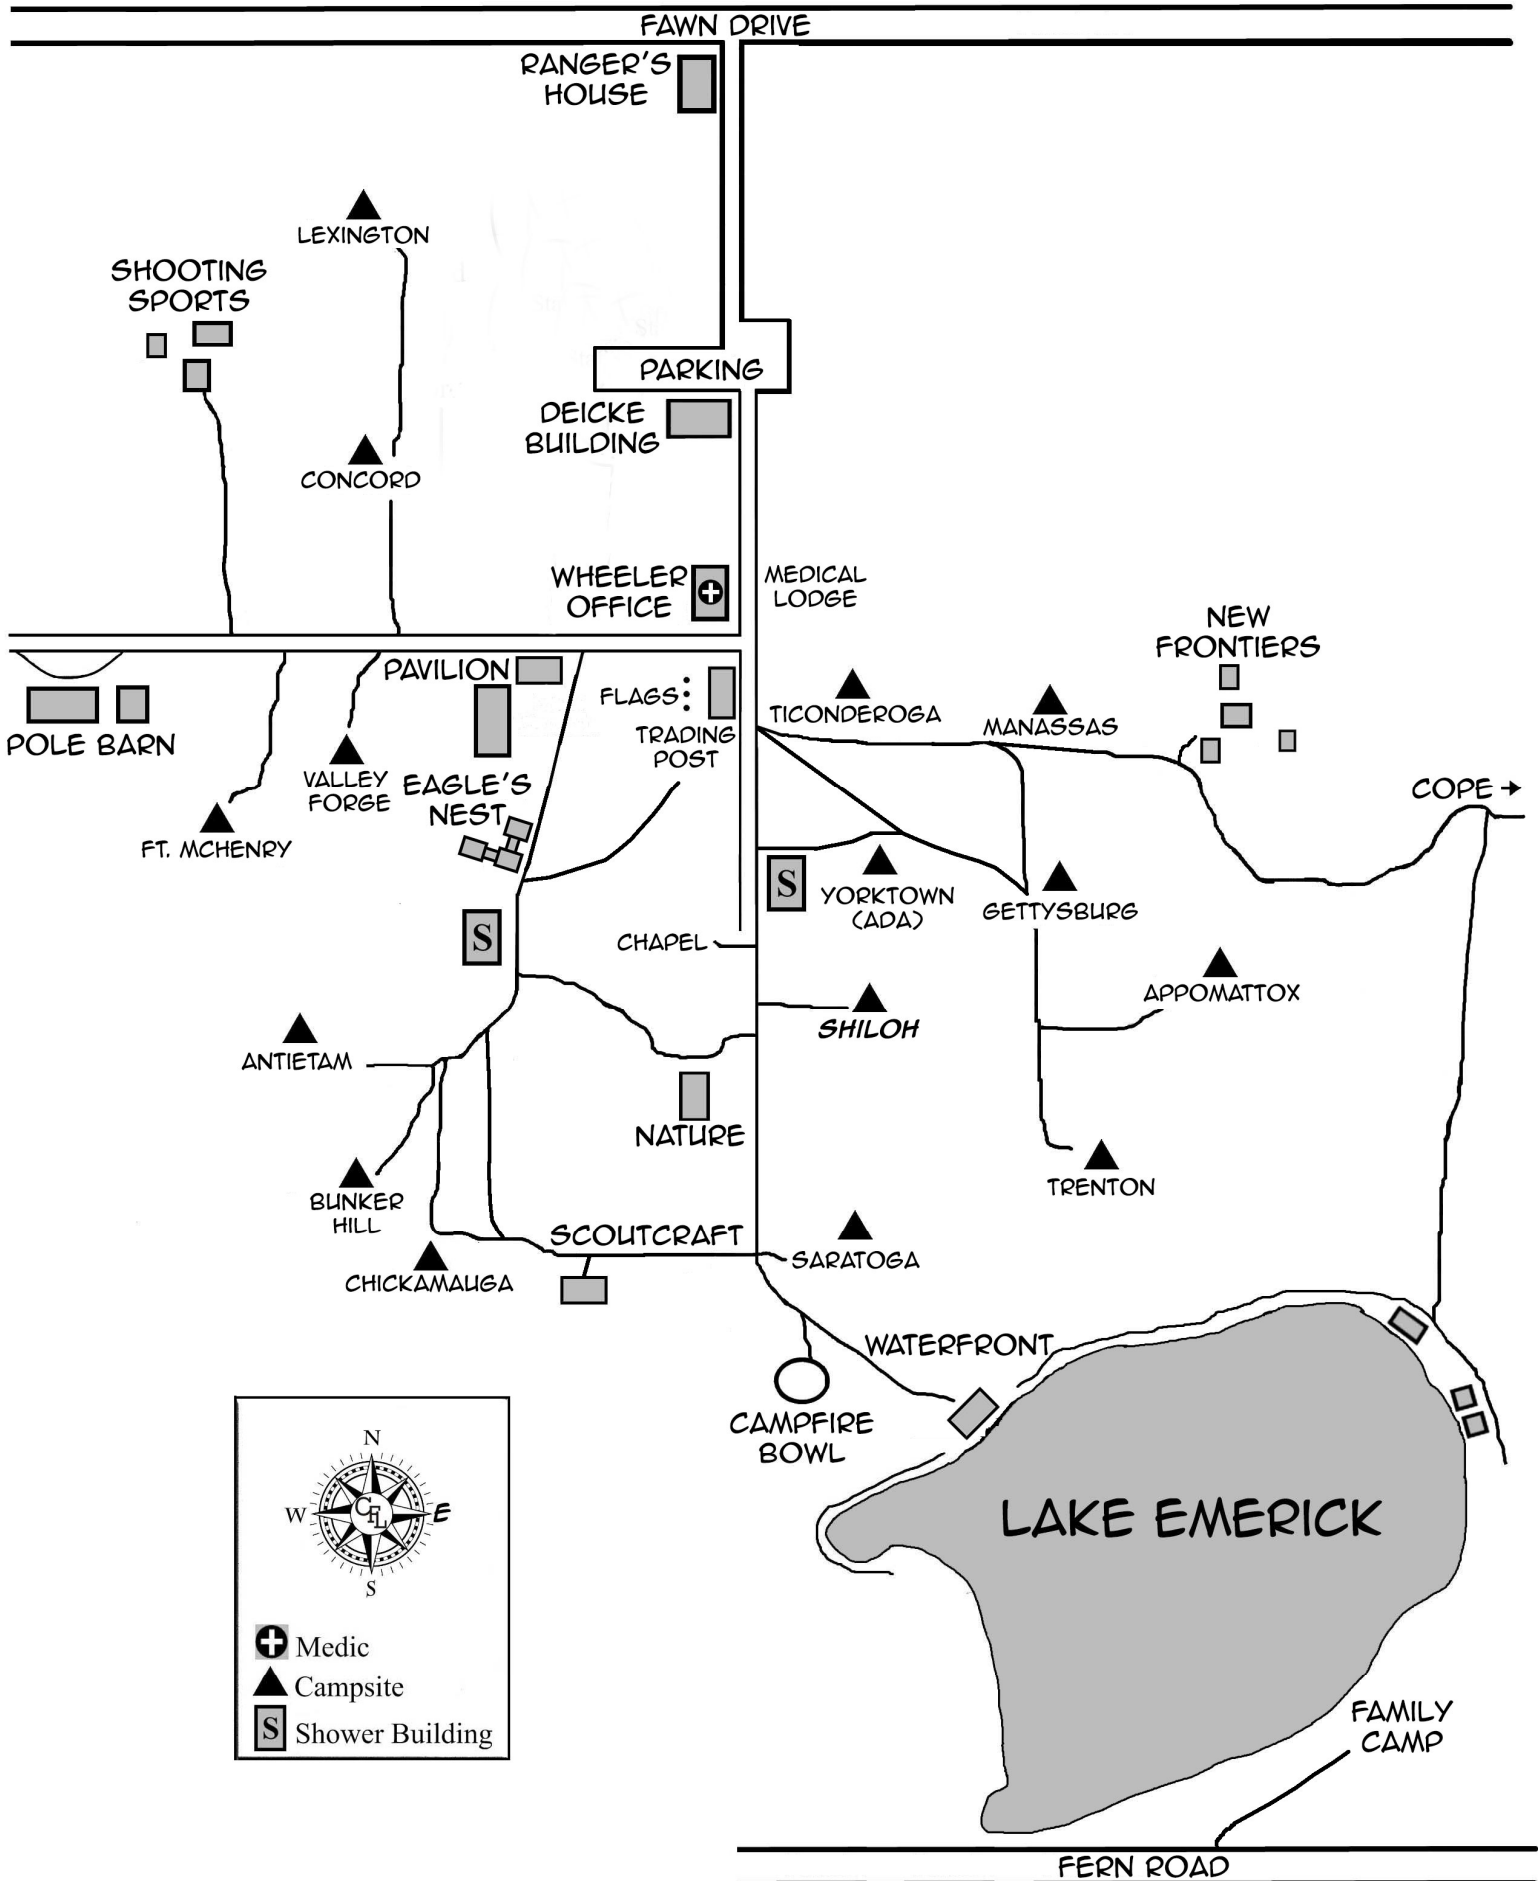 FAWN DRIVE
RANGER'S
HOUSE
LEXINGTON
SHOOTING
SPORTS
PARKING
DEICKE
BUILDING
CONCORD
WHEELER
OFFICE
MEDICAL
LODGE
NEW
FRONTIERS
PAVILION
FLAGS
TRADING
POST
TICONDEROGA
MANASSAS
POLE BARN
VALLEY
FORGE
EAGLE'S
NEST
COPE
FT. MCHENRY
S
YORKTOWN
(ADA)
GETTYSBURG
S
CHAPEL
APPOMATTOX
SHILOH
ANTIETAM
NATURE
BUNKER
HILL
TRENTON
SCOUTCRAFT
SARATOGA
CHICKAMAUGA
WATERFRONT
CAMPFIRE
BOWL
LAKE EMERICK
N
W
CFL
E
S
Medic
Campsite
S Shower Building
FAMILY
CAMP
FERN ROAD